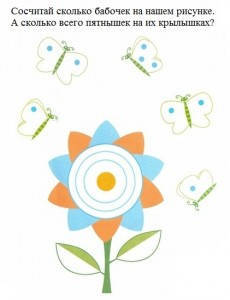 Сосчитай сколько бабочек на нашем рисунке.
А сколько всего пятнышек на их крылышках?